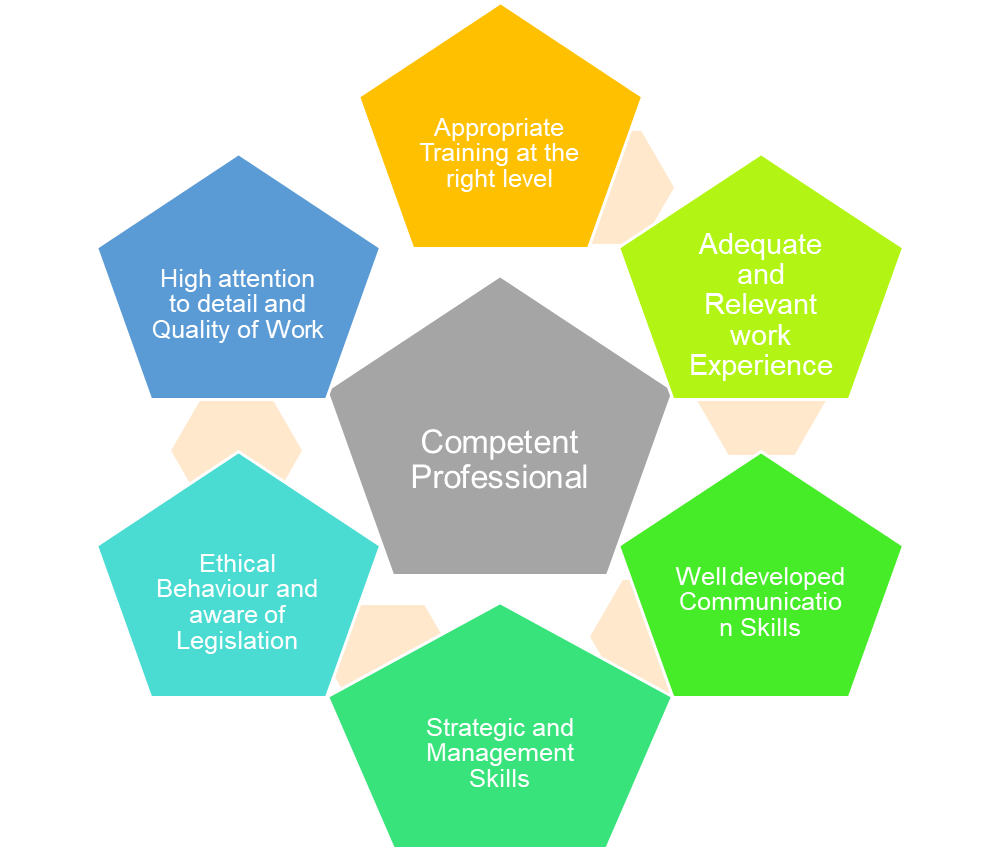 Appropriate
Training at the
right level
Adequate
and
Relevant
work
Experience
High attention
to detail and
Quality of Work
Competent
Professional
Ethical
Behaviour and
aware of
Legislation
Well developed
Communicatio
n Skills
Strategic and
Management
Skills